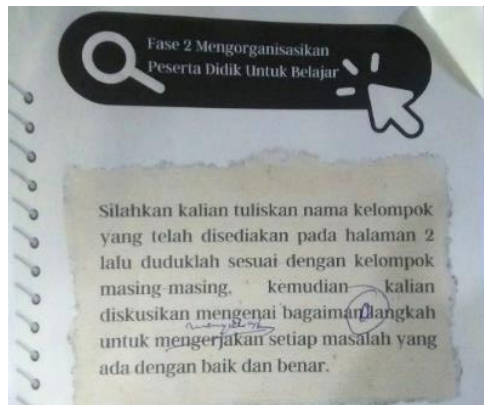 Fase 2 Mengorganisasikan
Peserta Didik Untuk Belajar
Silahkan kalian tuliskan nama kelompok
yang telah disediakan pada halaman 2
lalu duduklah sesuai dengan kelompok
masing-masing, kemudian kalian
diskusikan mengenai bagaimana langkah
untuk mengerjakan setiap masalah yang
ada dengan baik dan benar.